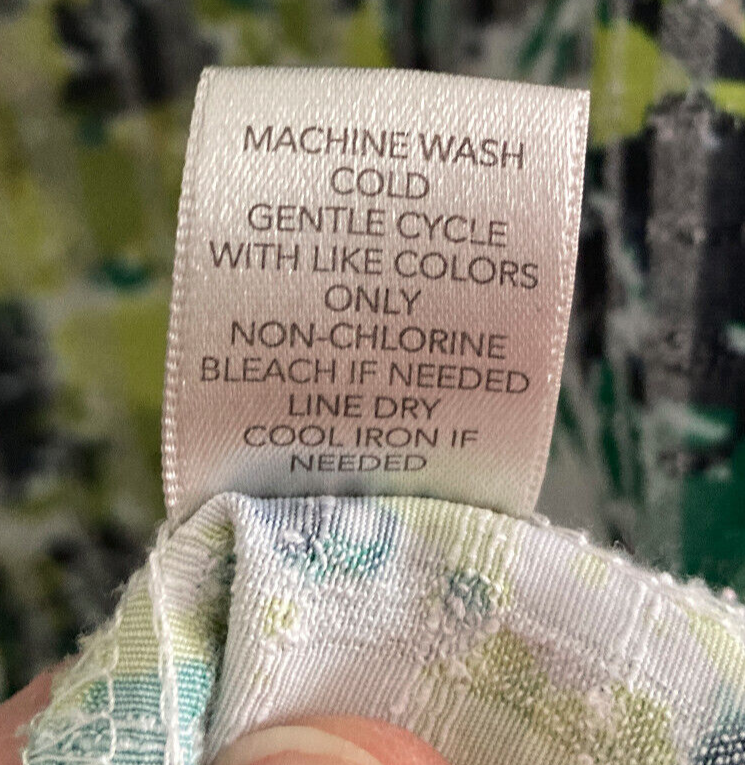 MACHINE WASH
COLD
GENTLE CYCLE
WITH LIKE COLORS
ONLY
NON-CHLORINE
BLEACH IF NEEDED
LINE DRY
COOL IRON IF
NEEDED